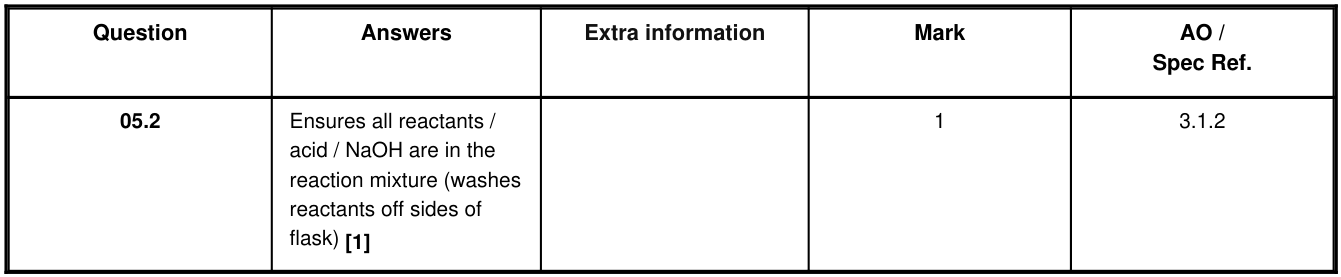 Question Answers Extra information Mark AO /
Spec Ref.
05.2 Ensures all reactants / 1 3.1.2
acid / NaOH are in the
reaction mixture (washes
reactants off sides of
flask) [1]